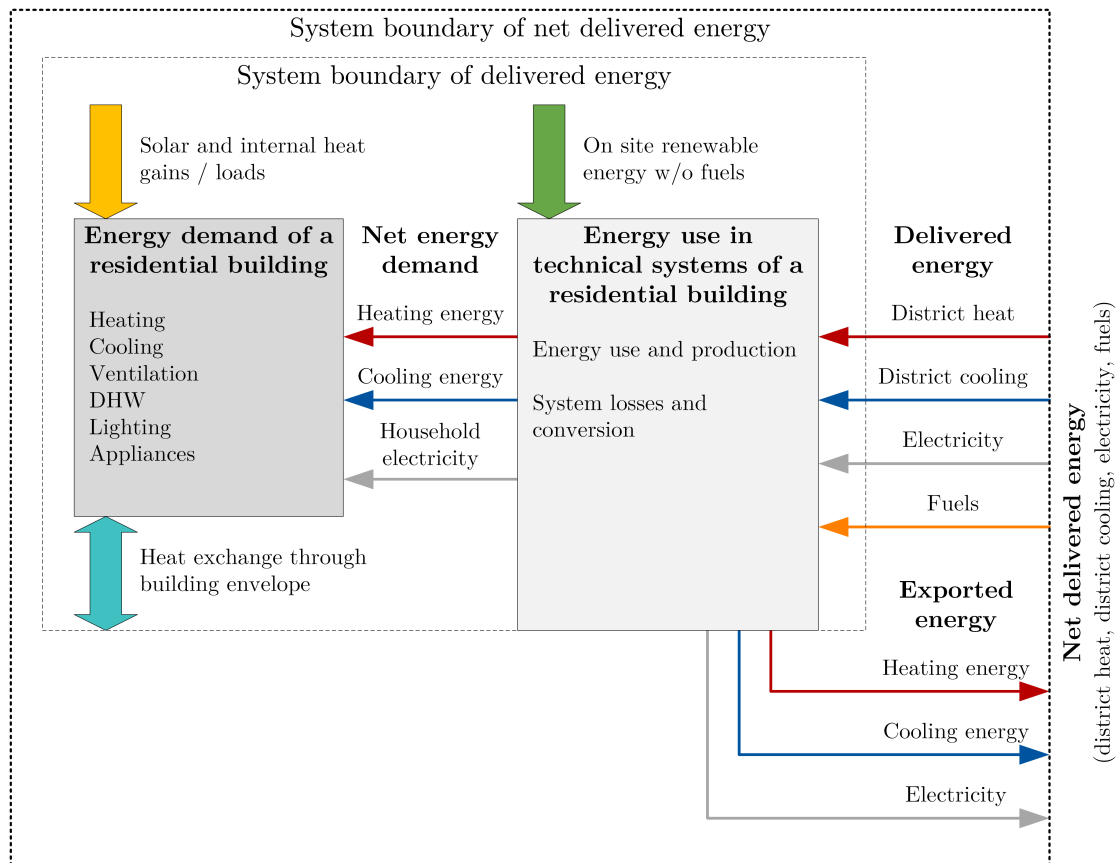 System boundary of net delivered energy
System boundary of delivered energy
Solar and internal heat
gains / loads
On site renewable
energy w/o fuels
Energy demand of a
residential building
Heating
Cooling
Ventilation
DHW
Lighting
Appliances
Net energy
demand
Heating energy
Cooling energy
Household
electricity
Energy use in
technical systems of a
residential building
Energy use and production
System losses and
conversion
Delivered
energy
District heat
District cooling
Electricity
Fuels
Heat exchange through
building envelope
Exported
energy
Heating energy
Cooling energy
Electricity
Net delivered energy
(district heat, district cooling, electricity, fuels)